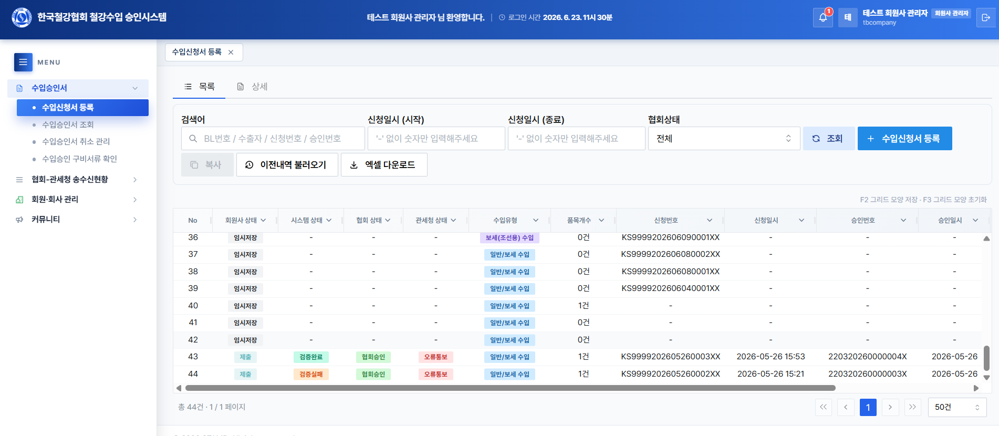 한국철강협회 철강수입 승인시스템
테스트 회원사 관리자 님 환영합니다. | 로그인 시간 2026. 6. 23. 11시 30분
1
테
테스트 회원사 관리자 회원사 관리자
tbcompany
MENU
수입승인서
수입신청서 등록
수입승인서 조회
수입승인서 취소 관리
수입승인 구비서류 확인
협회-관세청 송수신현황
회원·회사 관리
커뮤니티
수입신청서 등록
목록 상세
검색어 신청일시 (시작) 신청일시 (종료) 협회상태
BL번호 / 수출자 / 신청번호 / 승인번호 '-' 없이 숫자만 입력해주세요 '-' 없이 숫자만 입력해주세요 전체 조회 + 수입신청서 등록
복사 이전내역 불러오기 엑셀 다운로드
F2 그리드 모양 저장 · F3 그리드 모양 초기화
No 회원사 상태 시스템 상태 협회 상태 관세청 상태 수입유형 품목개수 신청번호 신청일시 승인번호 승인일시
36 임시저장 - - - 보세(조선용) 수입 0건 KS9999202606090001XX - - -
37 임시저장 - - - 일반/보세 수입 0건 KS9999202606080002XX - - -
38 임시저장 - - - 일반/보세 수입 0건 KS9999202606080001XX - - -
39 임시저장 - - - 일반/보세 수입 0건 KS9999202606040001XX - - -
40 임시저장 - - - 일반/보세 수입 1건 - - - -
41 임시저장 - - - 일반/보세 수입 0건 - - - -
42 임시저장 - - - 일반/보세 수입 0건 - - - -
43 제출 검증완료 협회승인 오류통보 일반/보세 수입 1건 KS9999202605260003XX 2026-05-26 15:53 220320260000004X 2026-05-26
44 제출 검증실패 협회승인 오류통보 일반/보세 수입 1건 KS9999202605260002XX 2026-05-26 15:21 220320260000003X 2026-05-26
총 44건 · 1 / 1 페이지
1
50건